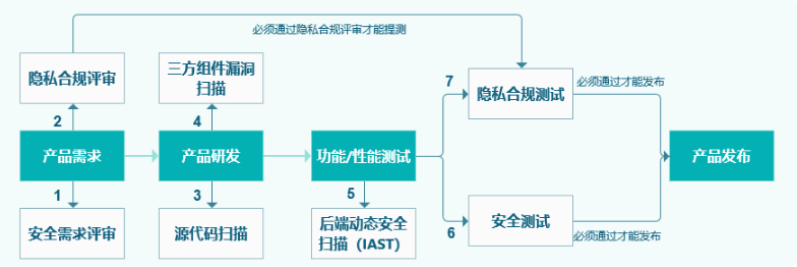 必须通过隐私合规评审才能提测
隐私合规评审
三方组件漏洞
扫描
7
隐私合规测试
必须通过才能发布
2
4
产品需求
产品研发
功能/性能测试
产品发布
1
3
5
6
安全需求评审
源代码扫描
后端动态安全
扫描（IAST）
安全测试
必须通过才能发布